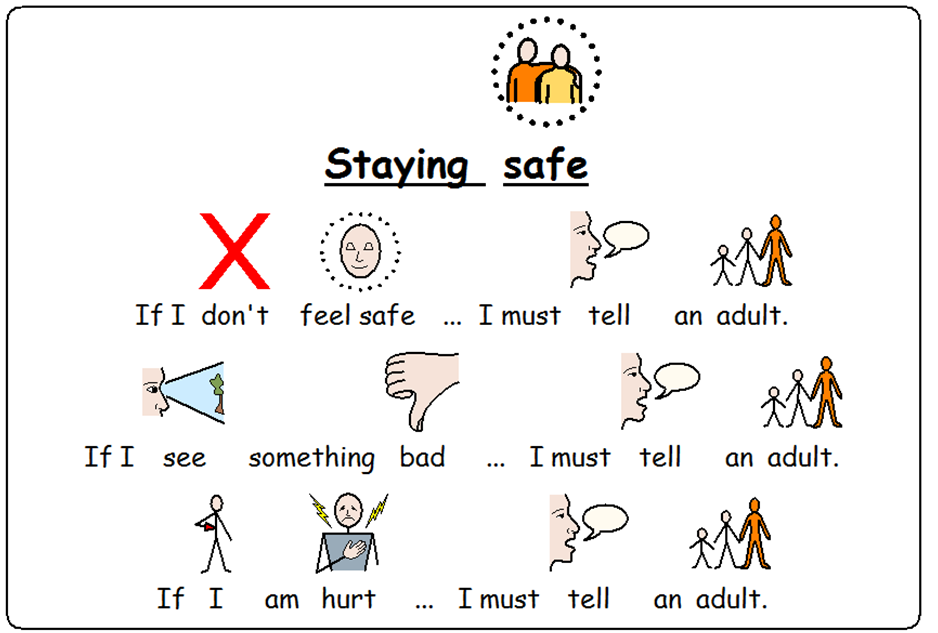 Staying safe
If I don't feel safe ... I must tell an adult.
If I see something bad ... I must tell an adult.
If I am hurt ... I must tell an adult.